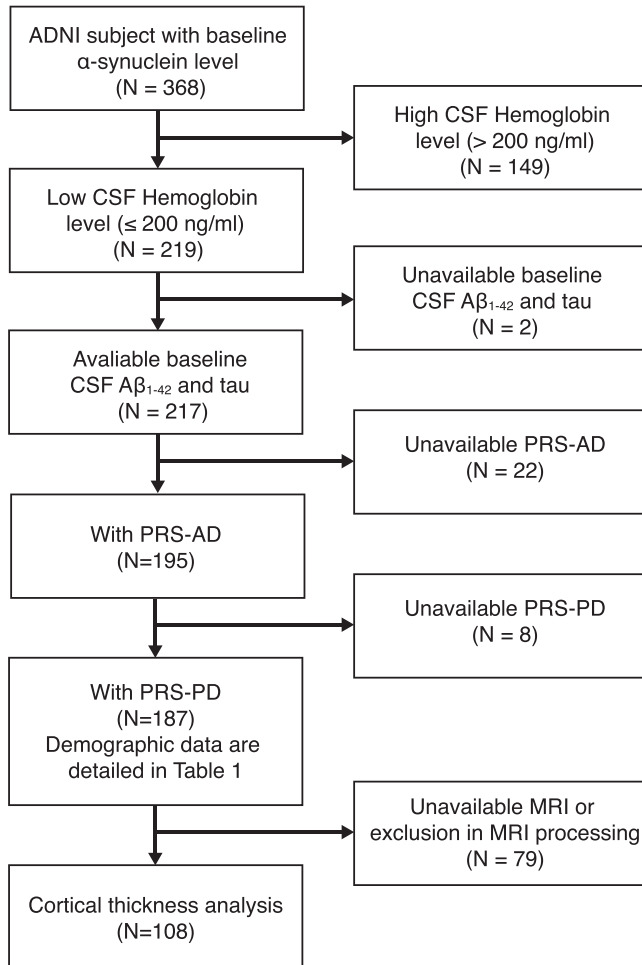 ADNI subject with baseline
α-synuclein level
(N = 368)
High CSF Hemoglobin
level (> 200 ng/ml)
(N = 149)
Low CSF Hemoglobin
level (≤ 200 ng/ml)
(N = 219)
Unavailable baseline
CSF Aβ₁₋₄₂ and tau
(N = 2)
Avaliable baseline
CSF Aβ₁₋₄₂ and tau
(N = 217)
Unavailable PRS-AD
(N = 22)
With PRS-AD
(N=195)
Unavailable PRS-PD
(N = 8)
With PRS-PD
(N=187)
Demographic data are
detailed in Table 1
Unavailable MRI or
exclusion in MRI processing
(N = 79)
Cortical thickness analysis
(N=108)